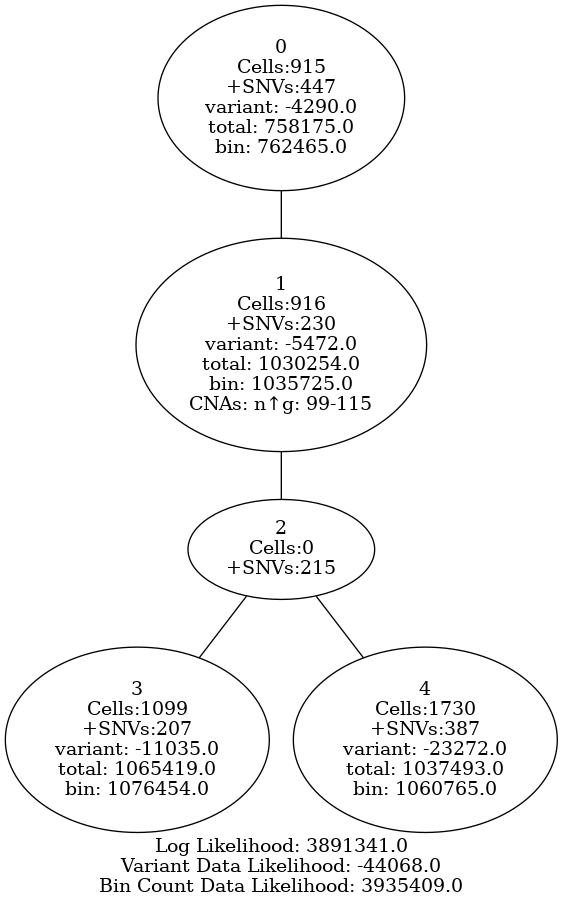 0
Cells:915
+SNVs:447
variant: -4290.0
total: 758175.0
bin: 762465.0
1
Cells:916
+SNVs:230
variant: -5472.0
total: 1030254.0
bin: 1035725.0
CNAs: n↑g: 99-115
2
Cells:0
+SNVs:215
3
Cells:1099
+SNVs:207
variant: -11035.0
total: 1065419.0
bin: 1076454.0
4
Cells:1730
+SNVs:387
variant: -23272.0
total: 1037493.0
bin: 1060765.0
Log Likelihood: 3891341.0
Variant Data Likelihood: -44068.0
Bin Count Data Likelihood: 3935409.0